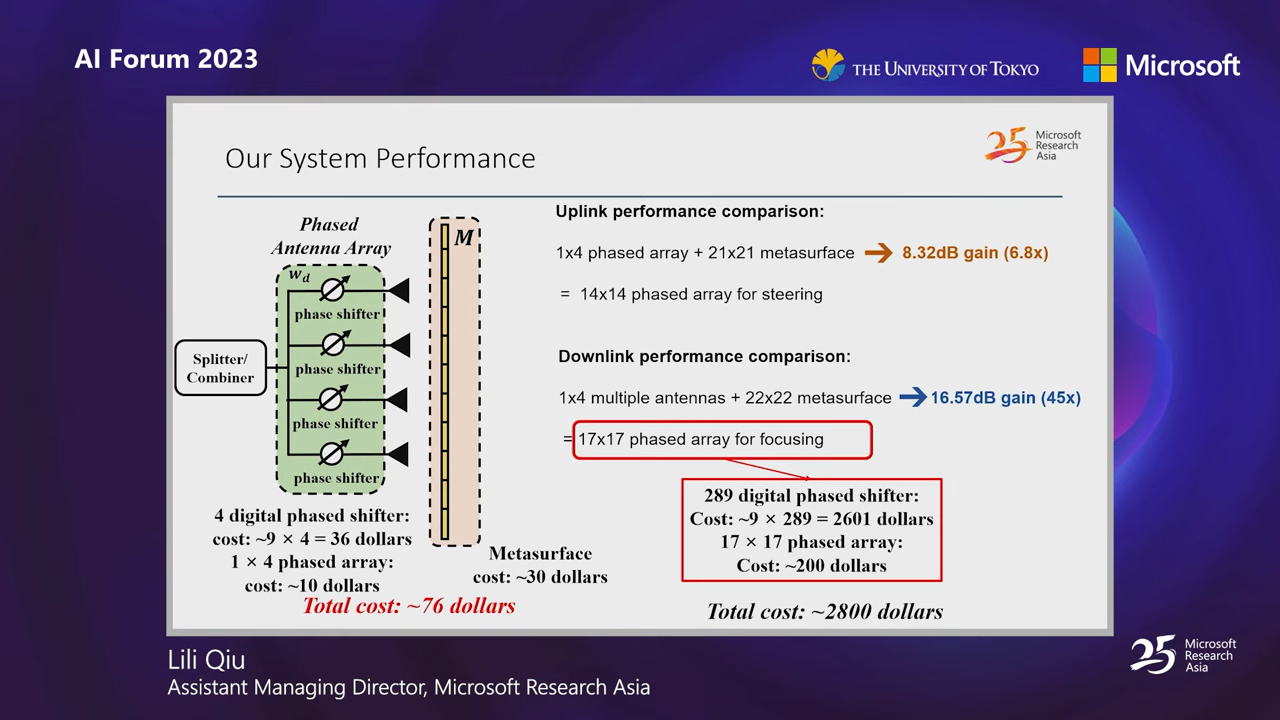 AI Forum 2023
THE UNIVERSITY OF TOKYO
Microsoft
Our System Performance
25
Microsoft
Research
Asia
Phased
Antenna Array
w_d
phase shifter
phase shifter
phase shifter
phase shifter
Splitter/
Combiner
M
4 digital phased shifter:
cost: ~9 × 4 = 36 dollars
1 × 4 phased array:
cost: ~10 dollars
Metasurface
cost: ~30 dollars
Total cost: ~76 dollars
Uplink performance comparison:
1x4 phased array + 21x21 metasurface → 8.32dB gain (6.8x)
= 14x14 phased array for steering
Downlink performance comparison:
1x4 multiple antennas + 22x22 metasurface → 16.57dB gain (45x)
= 17x17 phased array for focusing
289 digital phased shifter:
Cost: ~9 × 289 = 2601 dollars
17 × 17 phased array:
Cost: ~200 dollars
Total cost: ~2800 dollars
Lili Qiu
Assistant Managing Director, Microsoft Research Asia
25
Microsoft
Research
Asia